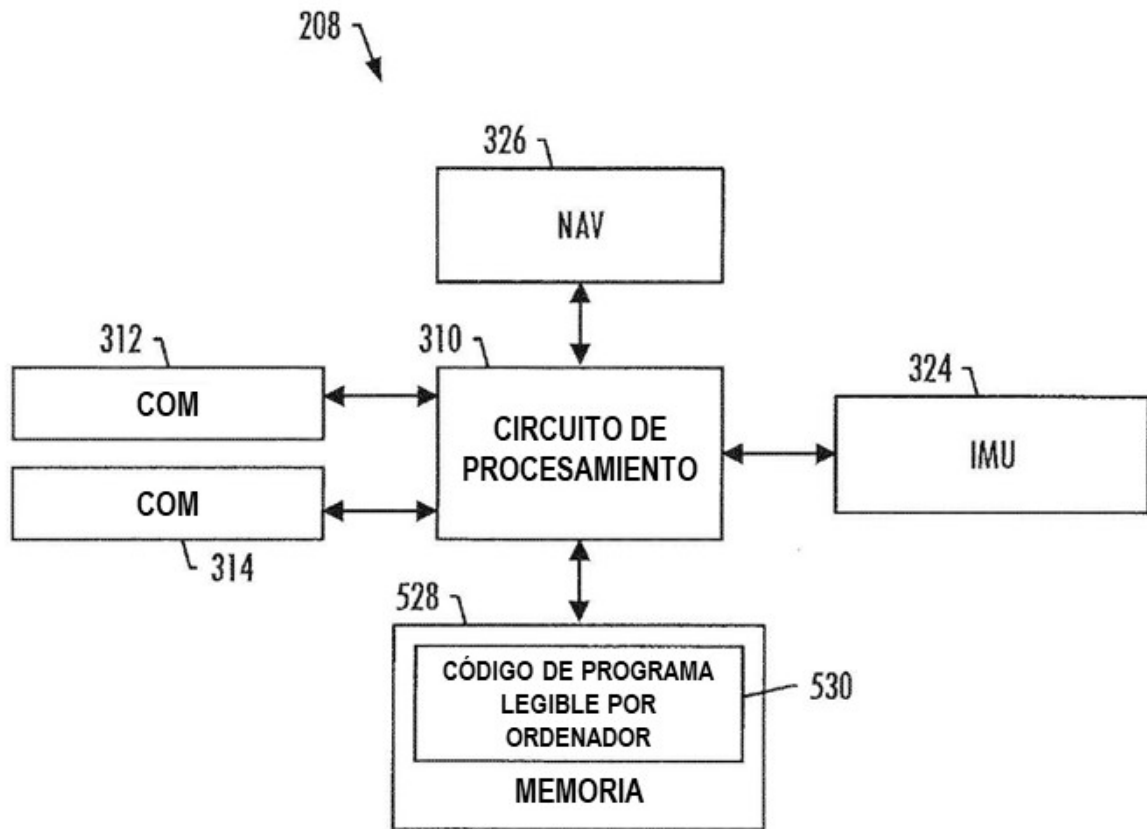 208
326
NAV
312
310
324
COM
CIRCUITO DE
PROCESAMIENTO
IMU
COM
314
528
CÓDIGO DE PROGRAMA
LEGIBLE POR
ORDENADOR
530
MEMORIA